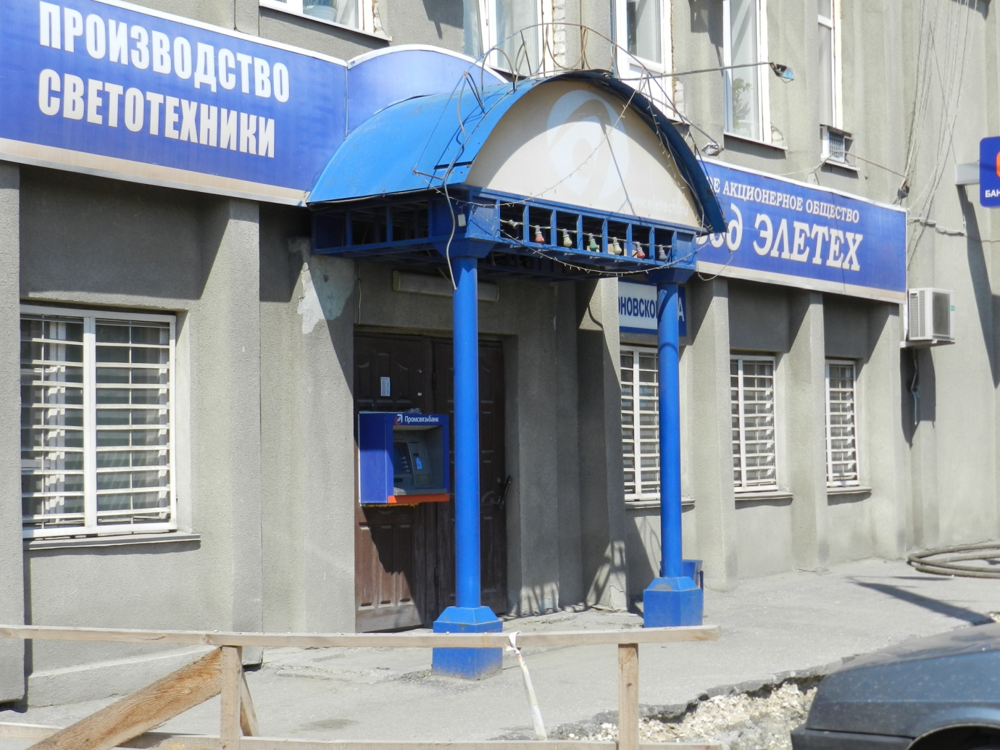 ПРОИЗВОДСТВО
СВЕТОТЕХНИКИ
www.eletech.ru
АКЦИОНЕРНОЕ ОБЩЕСТВО
ЭЛЕТЕХ
Промсвязьбанк